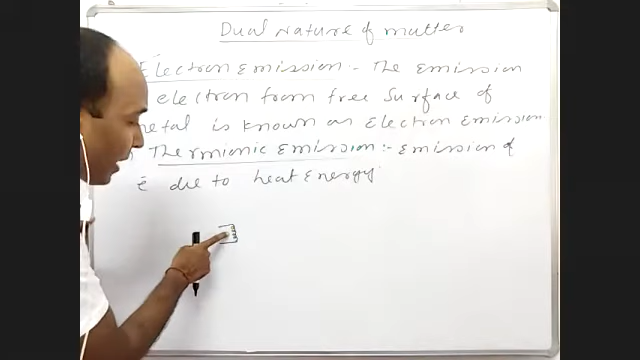 Dual Nature of matter
Electron Emission :- The Emission
electron from free surface of
metal is known as Electron Emission
Thermionic Emission :- Emission of
ē due to heat Energy